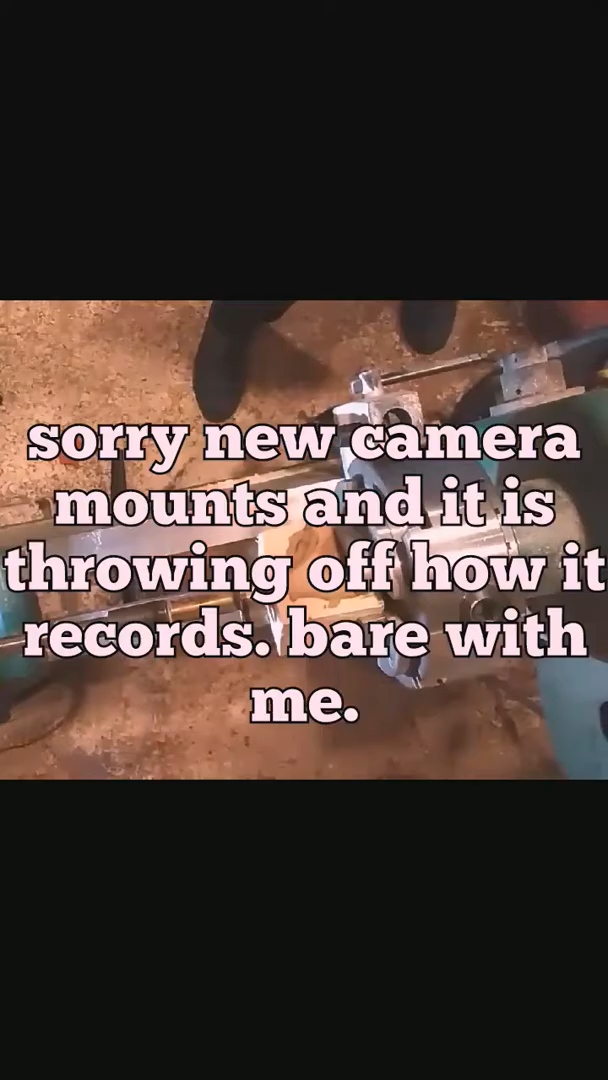 sorry new camera
mounts and it is
throwing off how it
records. bare with
me.